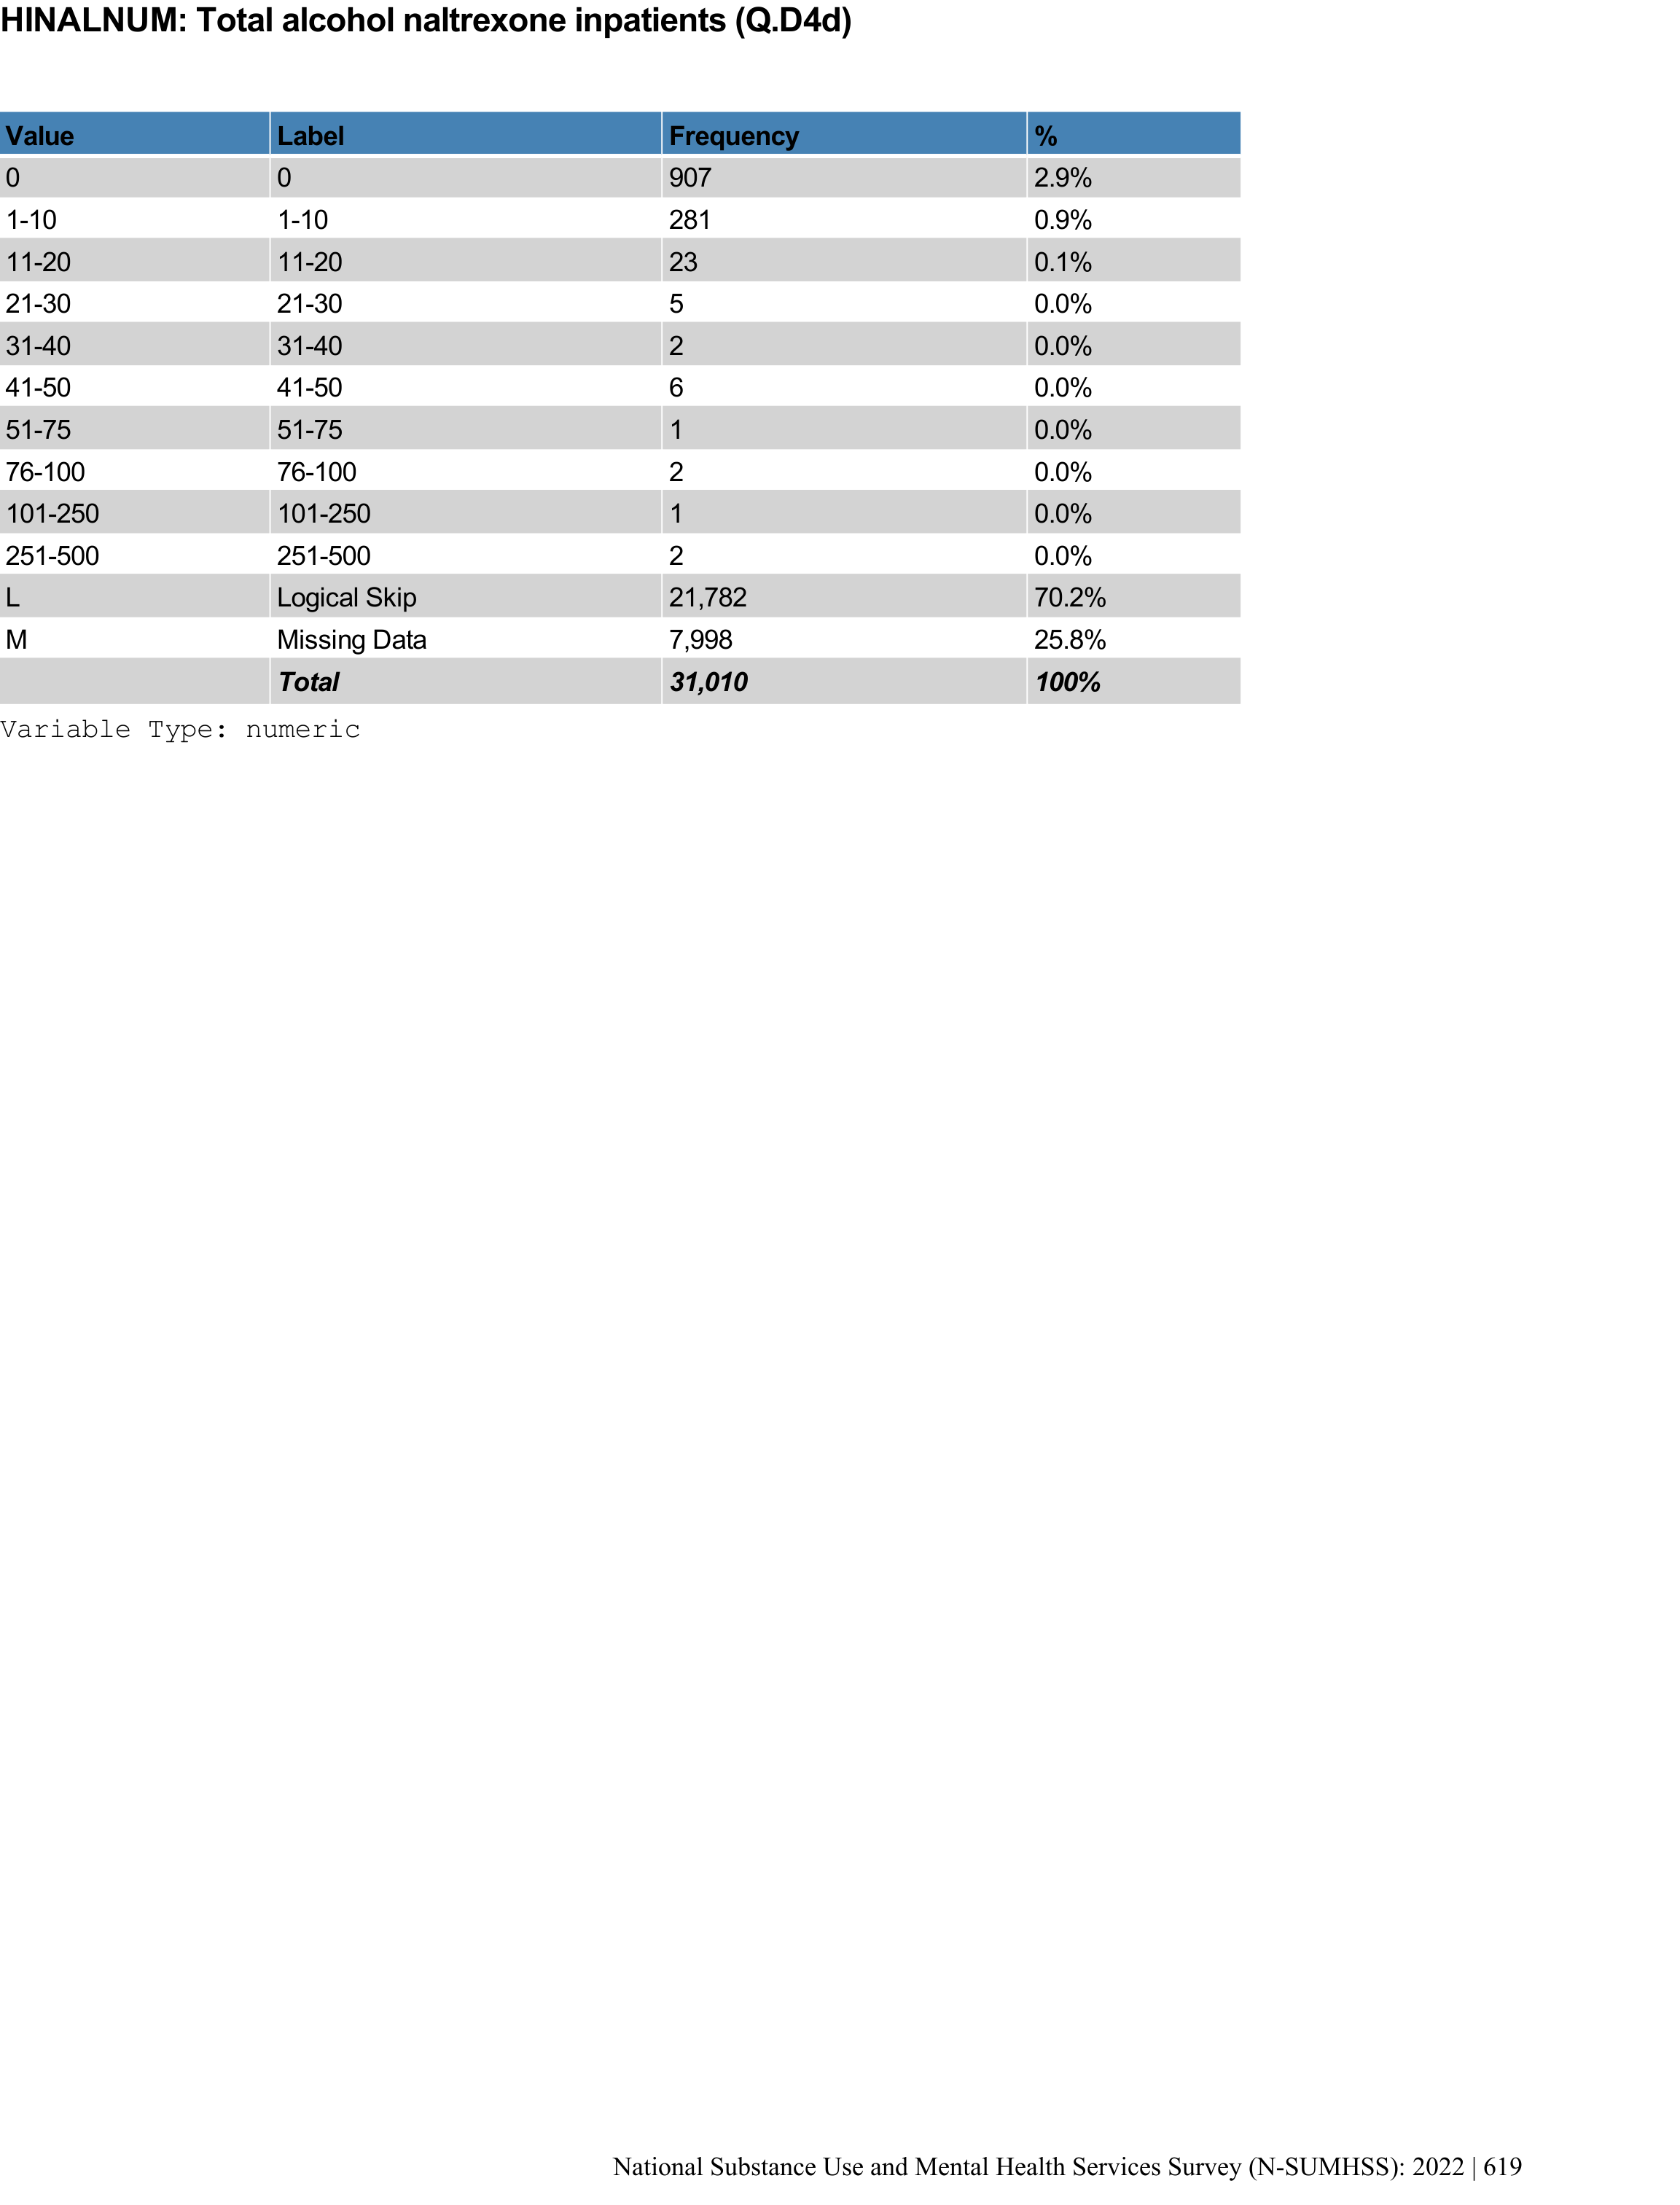 HINALNUM: Total alcohol naltrexone inpatients (Q.D4d)
Value Label Frequency %
0 0 907 2.9%
1-10 1-10 281 0.9%
11-20 11-20 23 0.1%
21-30 21-30 5 0.0%
31-40 31-40 2 0.0%
41-50 41-50 6 0.0%
51-75 51-75 1 0.0%
76-100 76-100 2 0.0%
101-250 101-250 1 0.0%
251-500 251-500 2 0.0%
L Logical Skip 21,782 70.2%
M Missing Data 7,998 25.8%
Total 31,010 100%
Variable Type: numeric
National Substance Use and Mental Health Services Survey (N-SUMHSS): 2022 | 619